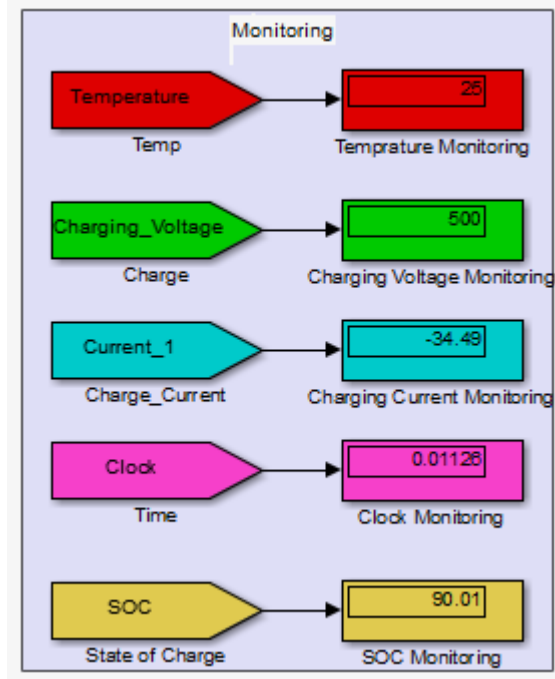 Monitoring
Temperature
25
Temp
Temprature Monitoring
Charging_Voltage
500
Charge
Charging Voltage Monitoring
Current_1
-34.49
Charge_Current
Charging Current Monitoring
Clock
0.01126
Time
Clock Monitoring
SOC
90.01
State of Charge
SOC Monitoring